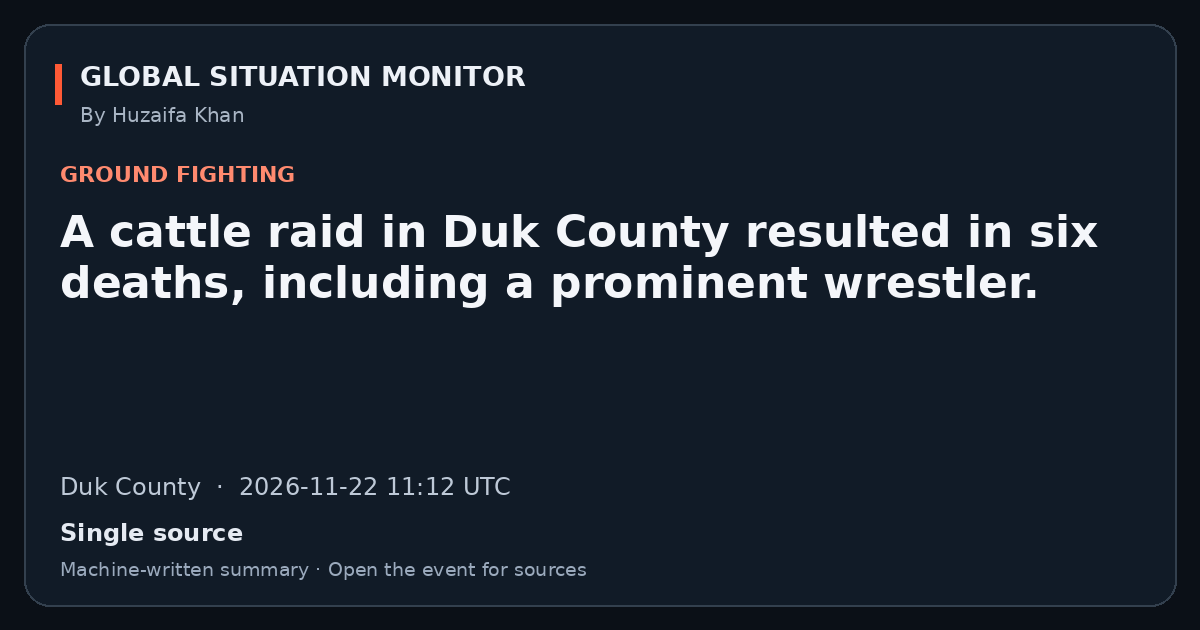 GLOBAL SITUATION MONITOR
By Huzaifa Khan
GROUND FIGHTING
A cattle raid in Duk County resulted in six
deaths, including a prominent wrestler.
Duk County · 2026-11-22 11:12 UTC
Single source
Machine-written summary · Open the event for sources